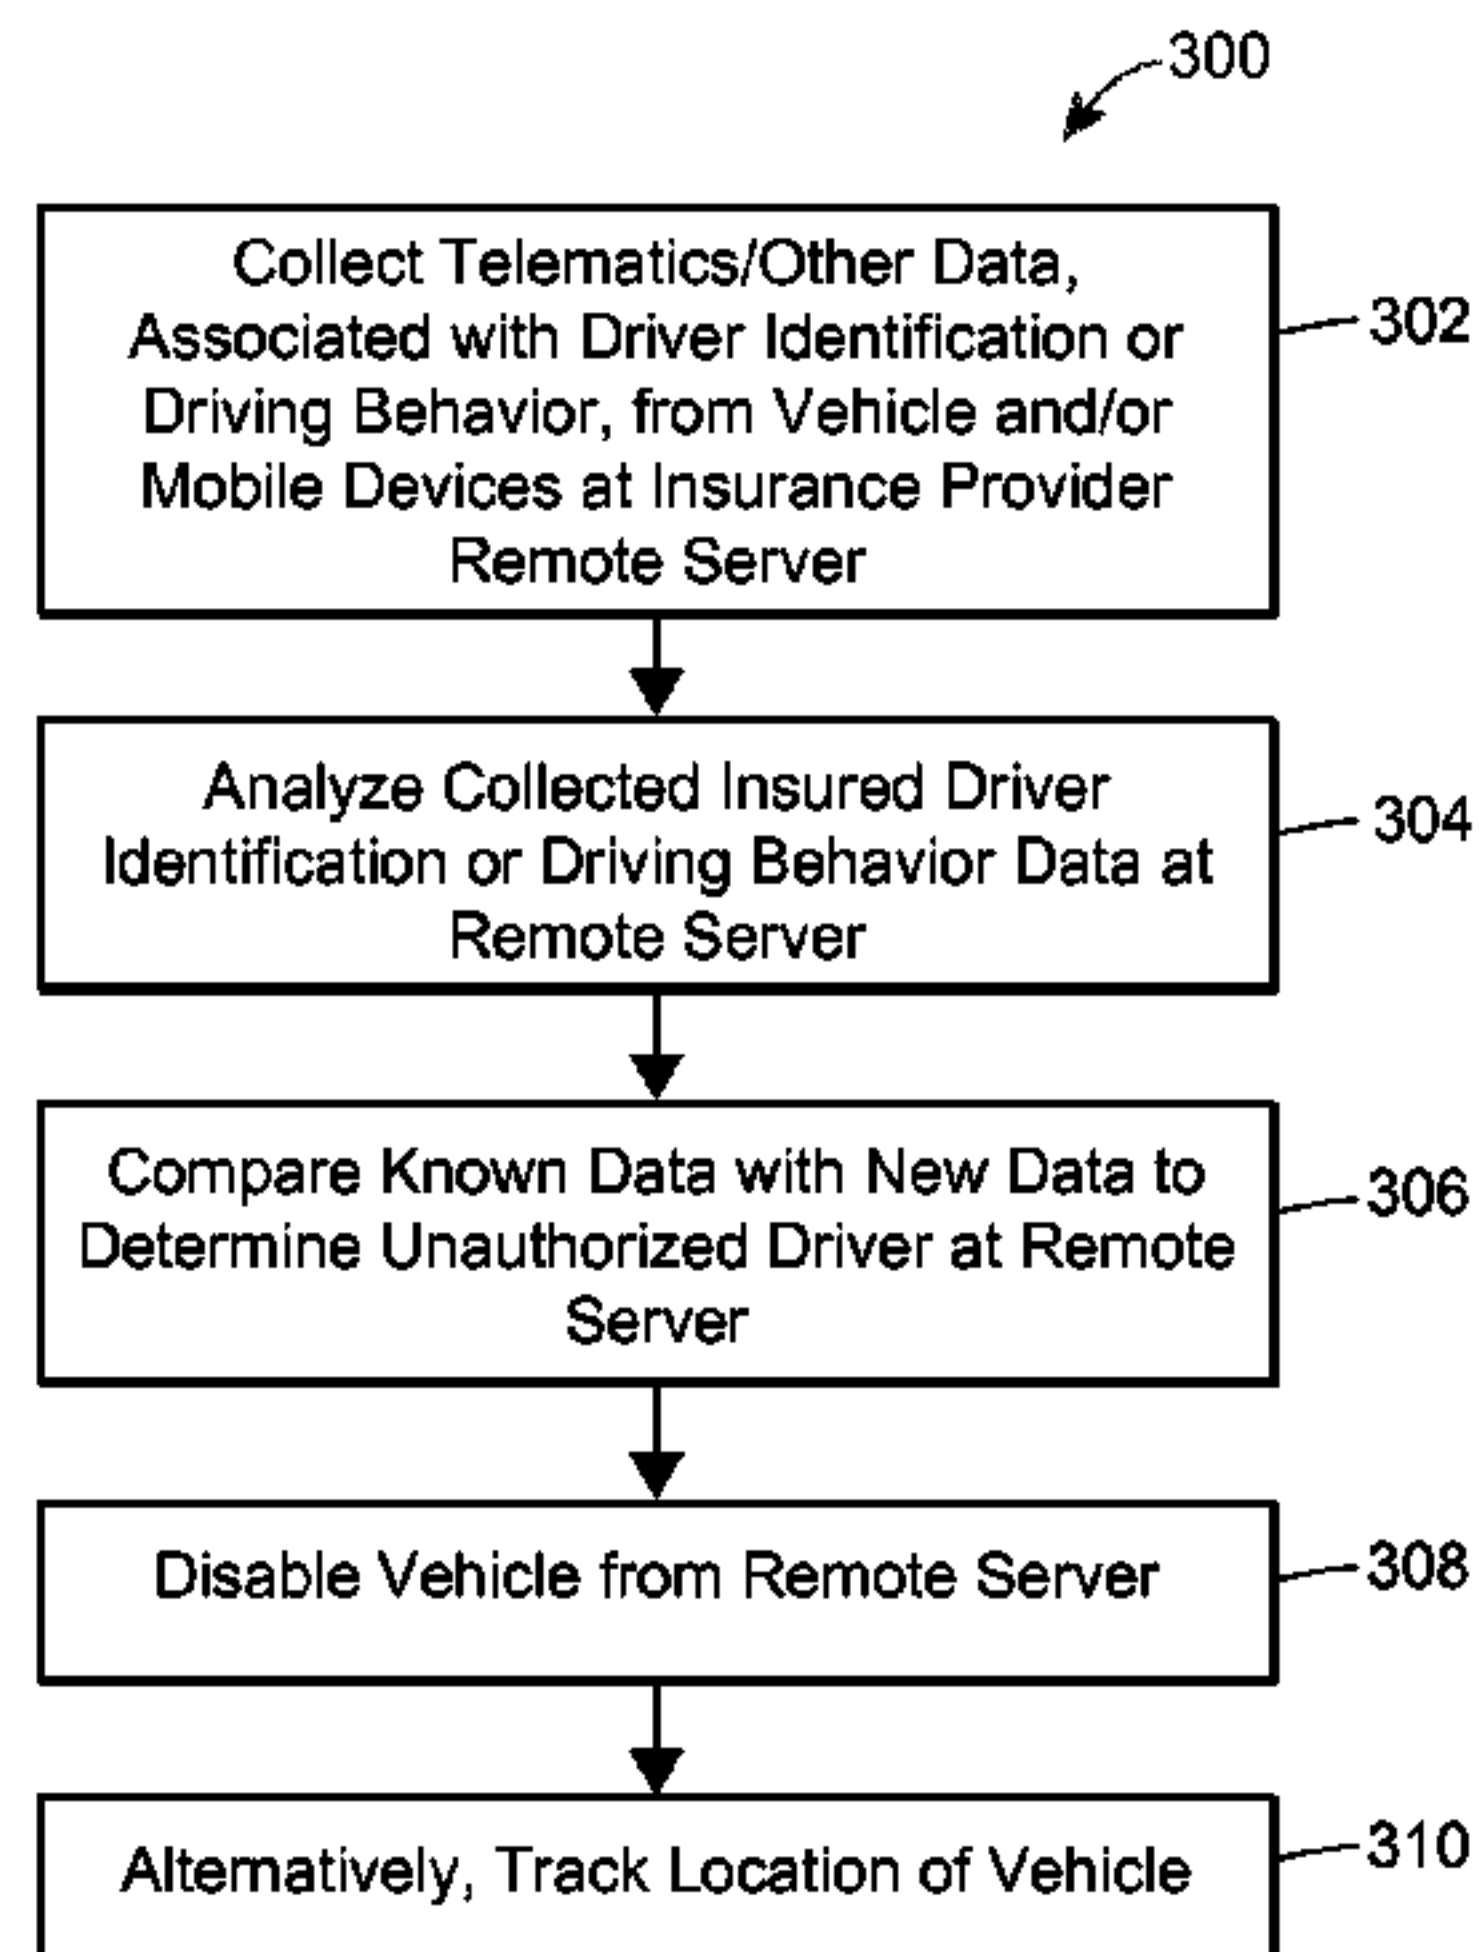 300
Collect Telematics/Other Data,
Associated with Driver Identification or
Driving Behavior, from Vehicle and/or
Mobile Devices at Insurance Provider
Remote Server
302
Analyze Collected Insured Driver
Identification or Driving Behavior Data at
Remote Server
304
Compare Known Data with New Data to
Determine Unauthorized Driver at Remote
Server
306
Disable Vehicle from Remote Server
308
Alternatively, Track Location of Vehicle
310